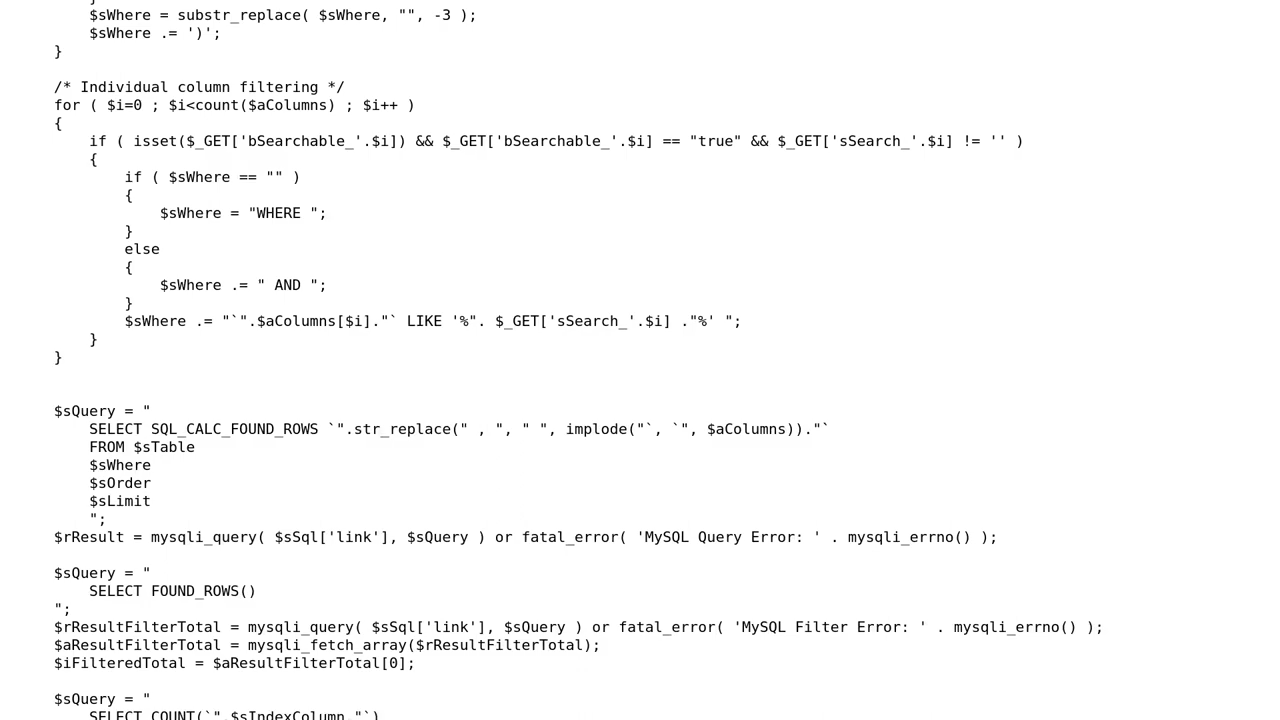 }
$sWhere = substr_replace( $sWhere, "", -3 );
$sWhere .= ')';
}
/* Individual column filtering */
for ( $i=0 ; $i<count($aColumns) ; $i++ )
{
if ( isset($_GET['bSearchable_'.$i]) && $_GET['bSearchable_'.$i] == "true" && $_GET['sSearch_'.$i] != '' )
{
if ( $sWhere == "" )
{
$sWhere = "WHERE ";
}
else
{
$sWhere .= " AND ";
}
$sWhere .= "`".$aColumns[$i]."` LIKE '%". $_GET['sSearch_'.$i] ."%' ";
}
}
$sQuery = "
SELECT SQL_CALC_FOUND_ROWS `".str_replace(" , ", " ", implode("`, `", $aColumns))."`
FROM $sTable
$sWhere
$sOrder
$sLimit
";
$rResult = mysqli_query( $sSql['link'], $sQuery ) or fatal_error( 'MySQL Query Error: ' . mysqli_errno() );
$sQuery = "
SELECT FOUND_ROWS()
";
$rResultFilterTotal = mysqli_query( $sSql['link'], $sQuery ) or fatal_error( 'MySQL Filter Error: ' . mysqli_errno() );
$aResultFilterTotal = mysqli_fetch_array($rResultFilterTotal);
$iFilteredTotal = $aResultFilterTotal[0];
$sQuery = "
SELECT COUNT(`".$sIndexColumn."`)